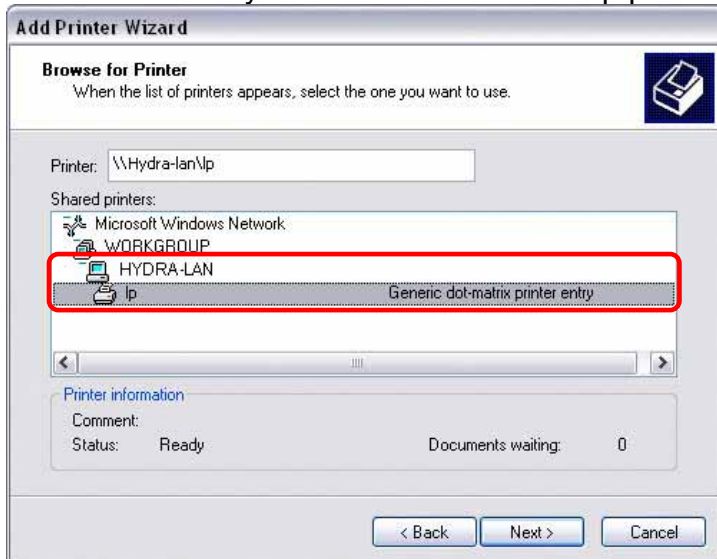 Add Printer Wizard
Browse for Printer
When the list of printers appears, select the one you want to use.
Printer: \\Hydra-lan\lp
Shared printers:
Microsoft Windows Network
WORKGROUP
HYDRA-LAN
lp Generic dot-matrix printer entry
Printer information
Comment:
Status: Ready Documents waiting: 0
< Back Next > Cancel